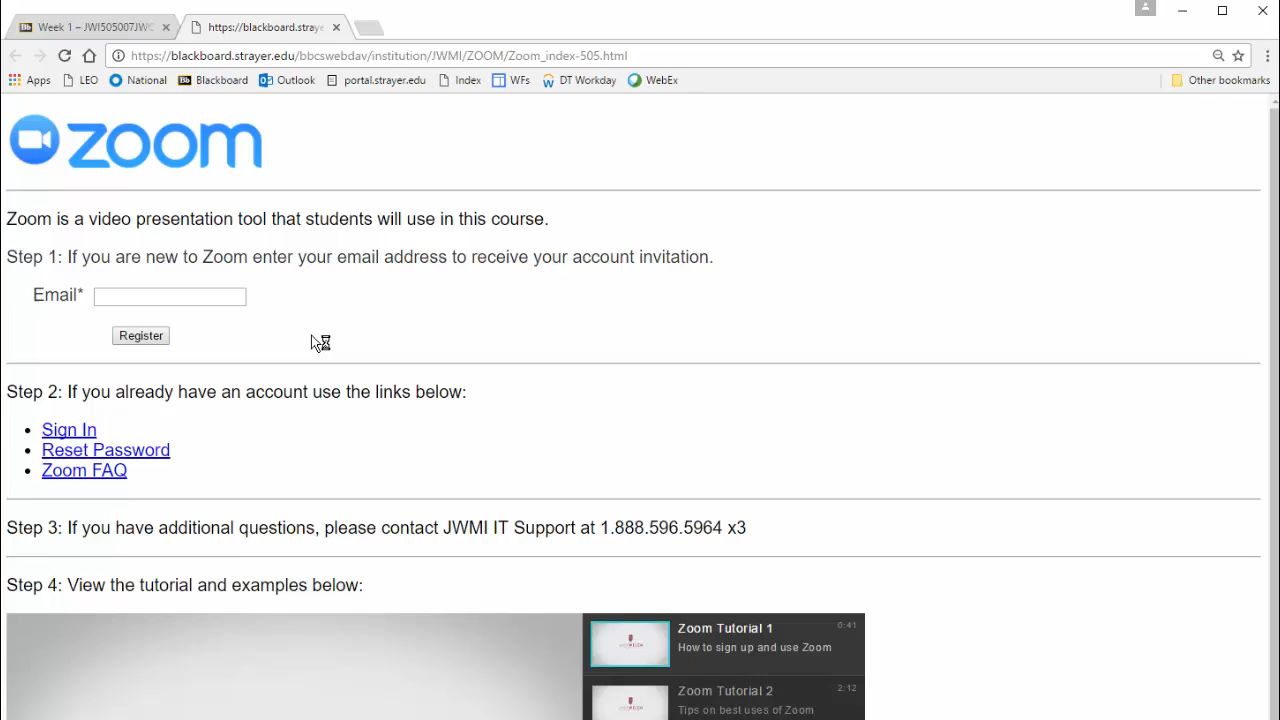 Week 1 – JWI505007JWC
https://blackboard.straye
https://blackboard.strayer.edu/bbcswebdav/institution/JWMI/ZOOM/Zoom_index-505.html
Apps LEO National Blackboard Outlook portal.strayer.edu Index WFs DT Workday WebEx Other bookmarks
zoom
Zoom is a video presentation tool that students will use in this course.
Step 1: If you are new to Zoom enter your email address to receive your account invitation.
Email*
Register
Step 2: If you already have an account use the links below:
Sign In
Reset Password
Zoom FAQ
Step 3: If you have additional questions, please contact JWMI IT Support at 1.888.596.5964 x3
Step 4: View the tutorial and examples below:
Zoom Tutorial 1 0:41
How to sign up and use Zoom
Zoom Tutorial 2 2:12
Tips on best uses of Zoom